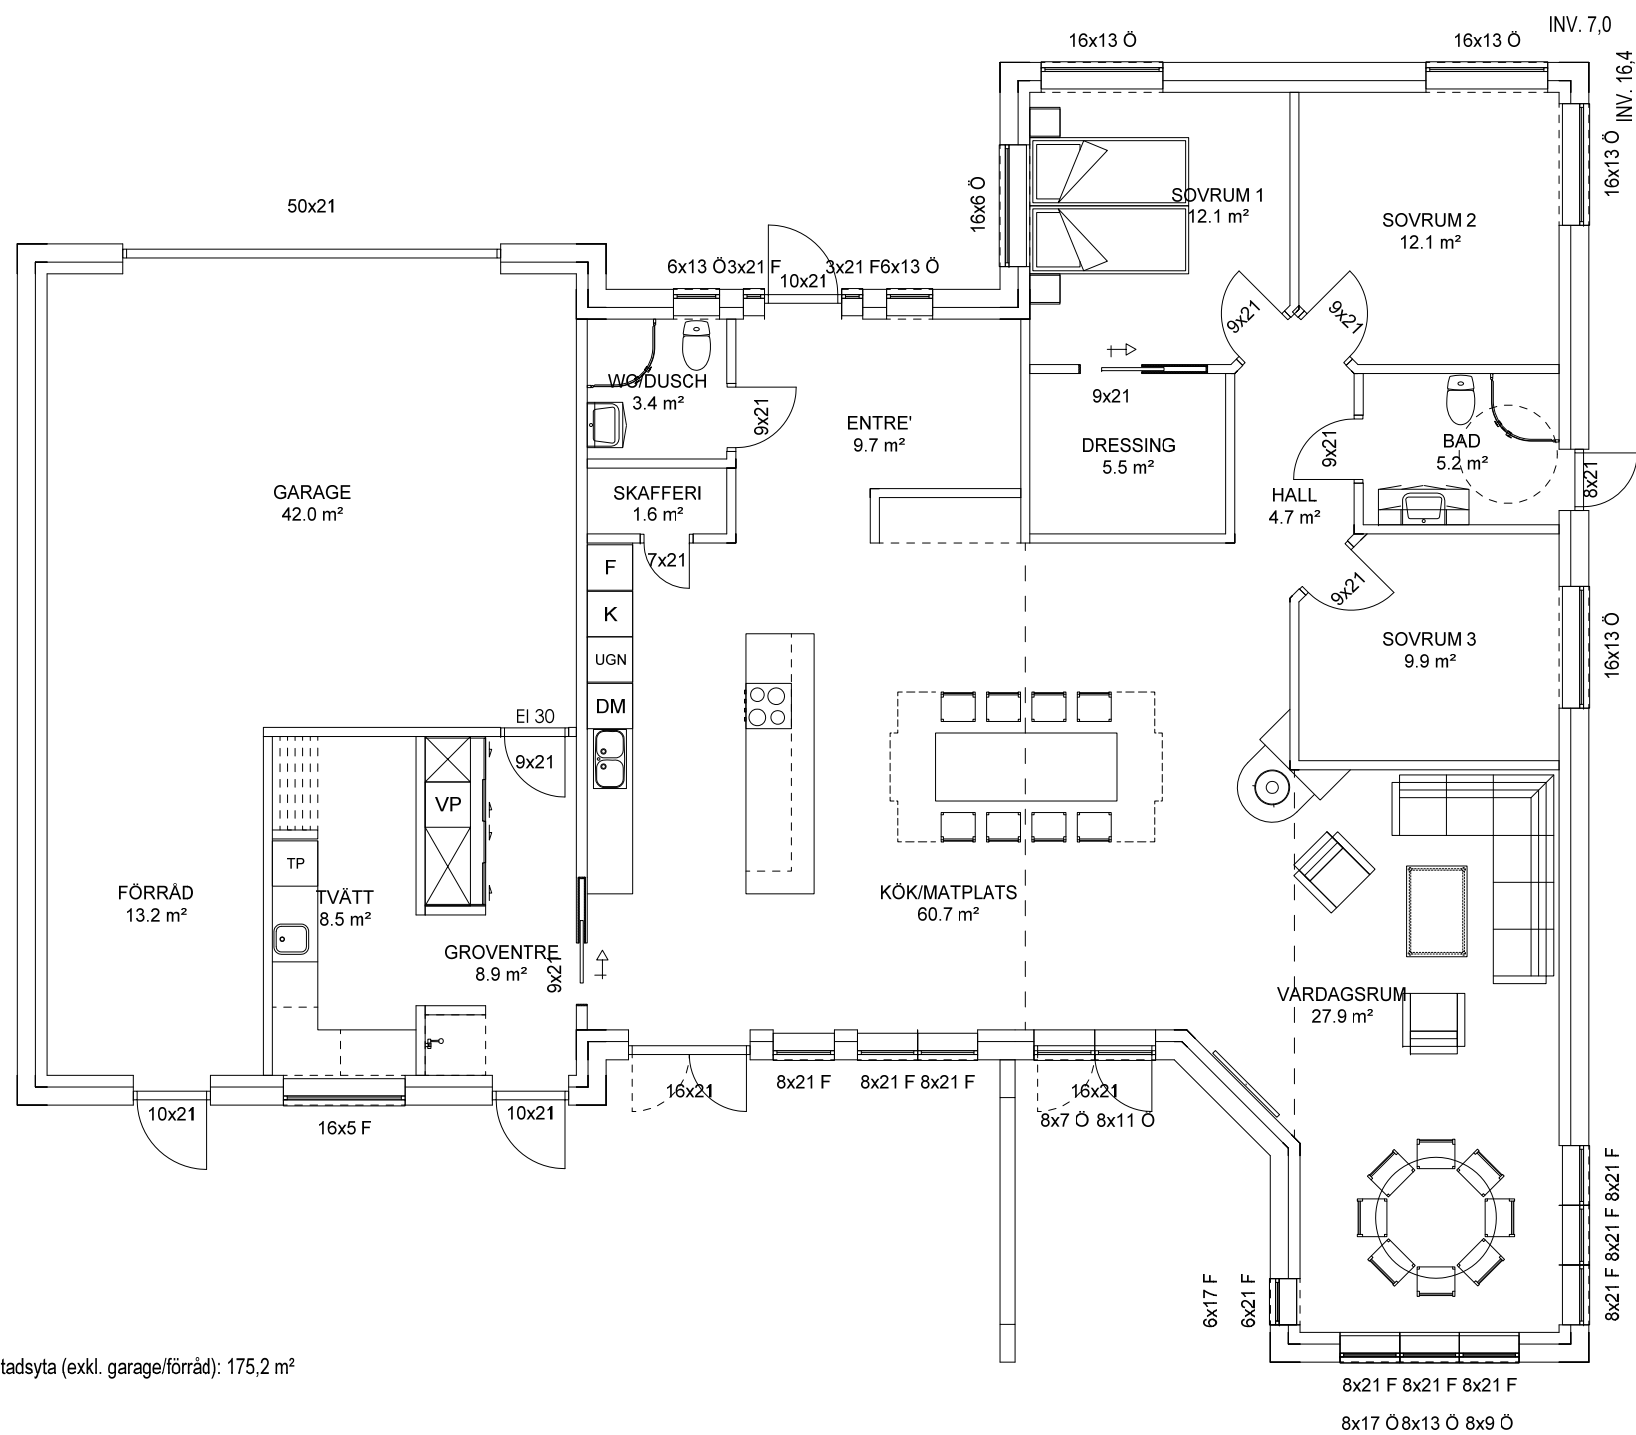 INV. 7,0
INV. 16,4
16x13 Ö
16x13 Ö
16x13 Ö
16x6 Ö
50x21
SOVRUM 1
12.1 m²
SOVRUM 2
12.1 m²
6x13 Ö
3x21 F
10x21
3x21 F
6x13 Ö
9x21
9x21
WC/DUSCH
3.4 m²
9x21
ENTRE'
9.7 m²
9x21
DRESSING
5.5 m²
9x21
BAD
5.2 m²
8x21
GARAGE
42.0 m²
SKAFFERI
1.6 m²
HALL
4.7 m²
7x21
F
K
UGN
DM
9x21
SOVRUM 3
9.9 m²
16x13 Ö
EI 30
9x21
VP
TP
FÖRRÅD
13.2 m²
TVÄTT
8.5 m²
GROVENTRE
8.9 m²
9x21
KÖK/MATPLATS
60.7 m²
VARDAGSRUM
27.9 m²
10x21
16x5 F
10x21
16x21
8x21 F
8x21 F
8x21 F
16x21
8x7 Ö
8x11 Ö
8x21 F
8x21 F
8x21 F
6x17 F
6x21 F
tadsyta (exkl. garage/förråd): 175,2 m²
8x21 F
8x21 F
8x21 F
8x17 Ö
8x13 Ö
8x9 Ö